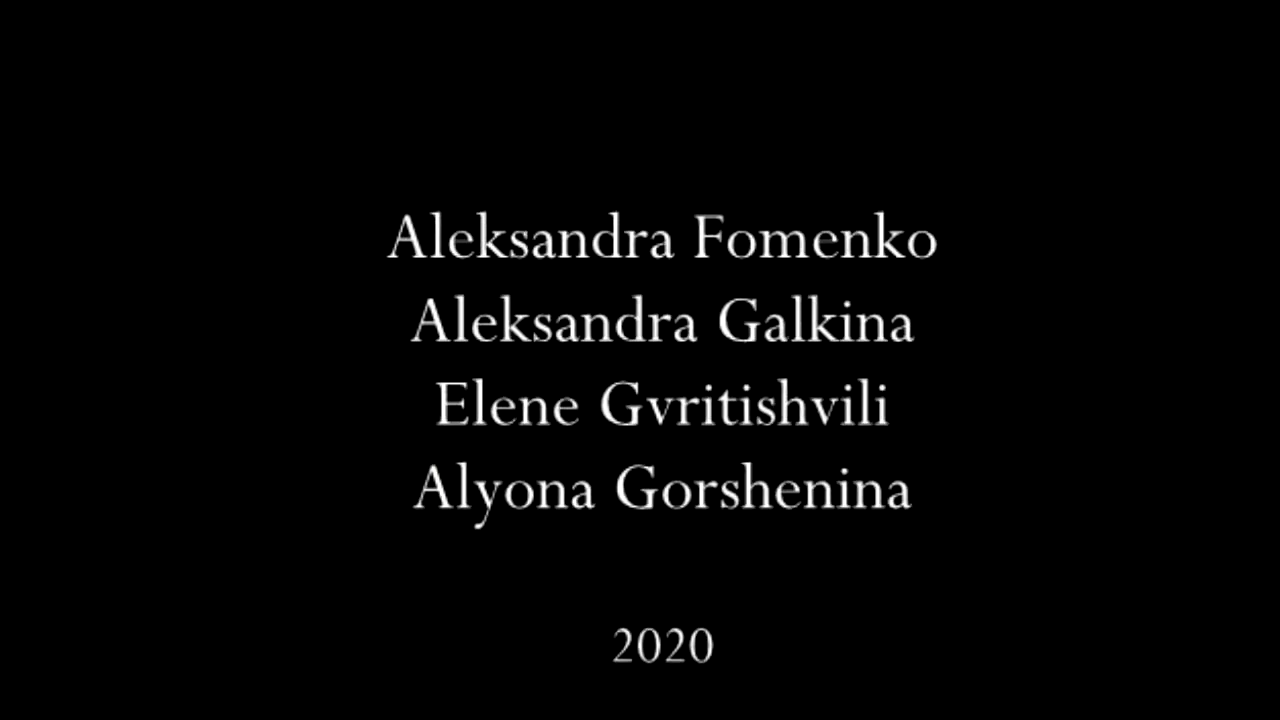 Aleksandra Fomenko
Aleksandra Galkina
Elene Gvritishvili
Alyona Gorshenina
2020